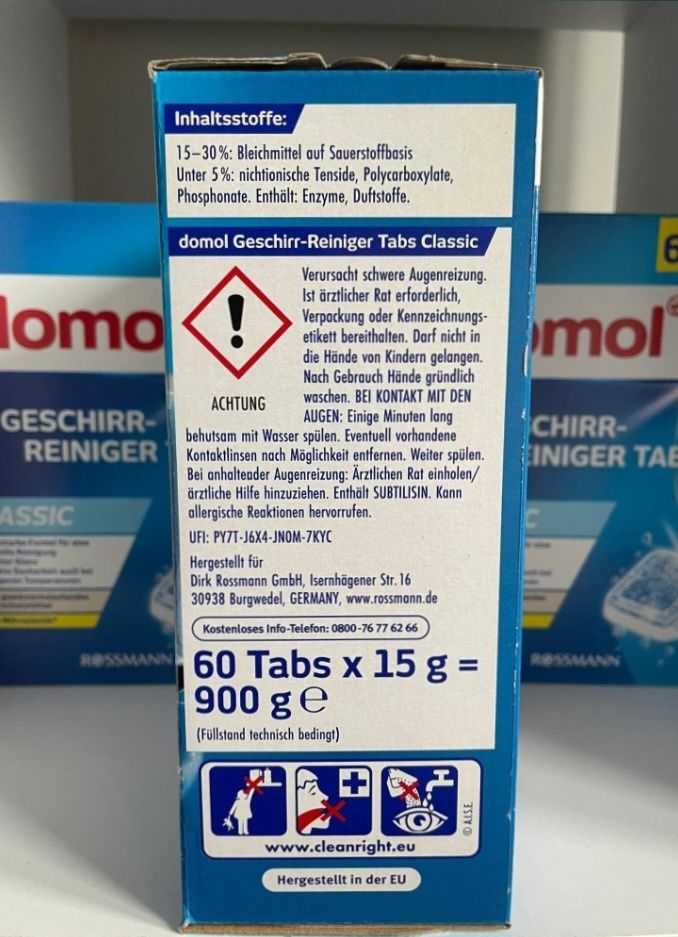 Inhaltsstoffe:
15–30%: Bleichmittel auf Sauerstoffbasis
Unter 5%: nichtionische Tenside, Polycarboxylate,
Phosphonate. Enthält: Enzyme, Duftstoffe.
domol Geschirr-Reiniger Tabs Classic
Verursacht schwere Augenreizung.
Ist ärztlicher Rat erforderlich,
Verpackung oder Kennzeichnungs-
etikett bereithalten. Darf nicht in
die Hände von Kindern gelangen.
Nach Gebrauch Hände gründlich
waschen. BEI KONTAKT MIT DEN
AUGEN: Einige Minuten lang
ACHTUNG
behutsam mit Wasser spülen. Eventuell vorhandene
Kontaktlinsen nach Möglichkeit entfernen. Weiter spülen.
Bei anhaltender Augenreizung: Ärztlichen Rat einholen/
ärztliche Hilfe hinzuziehen. Enthält SUBTILISIN. Kann
allergische Reaktionen hervorrufen.
UFI: PY7T-J6X4-JN0M-7KYC
Hergestellt für
Dirk Rossmann GmbH, Isernhägener Str. 16
30938 Burgwedel, GERMANY, www.rossmann.de
Kostenloses Info-Telefon: 0800-76 77 62 66
60 Tabs x 15 g =
900 g ℮
(Füllstand technisch bedingt)
© A.I.S.E.
www.cleanright.eu
Hergestellt in der EU
domo
GESCHIRR-
REINIGER
ASSIC
ROSSMANN
6
omol®
CHIRR-
EINIGER TAB
C
ROSSMANN